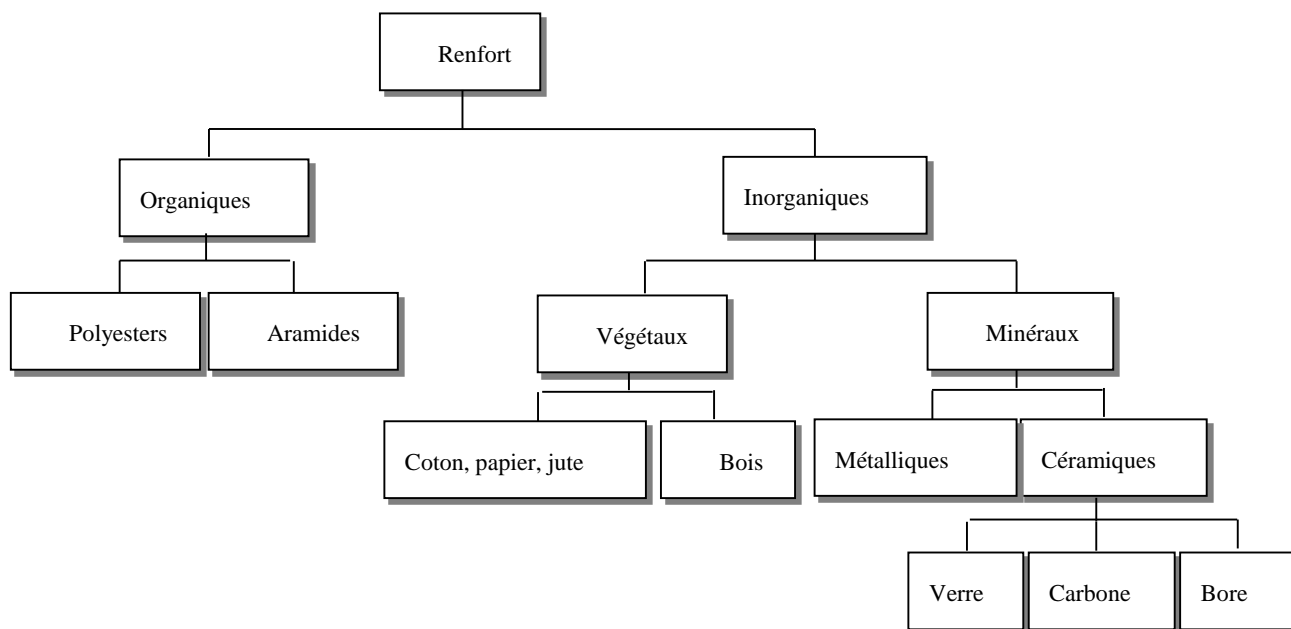 Renfort
Organiques
Inorganiques
Polyesters
Aramides
Végétaux
Minéraux
Coton, papier, jute
Bois
Métalliques
Céramiques
Verre
Carbone
Bore